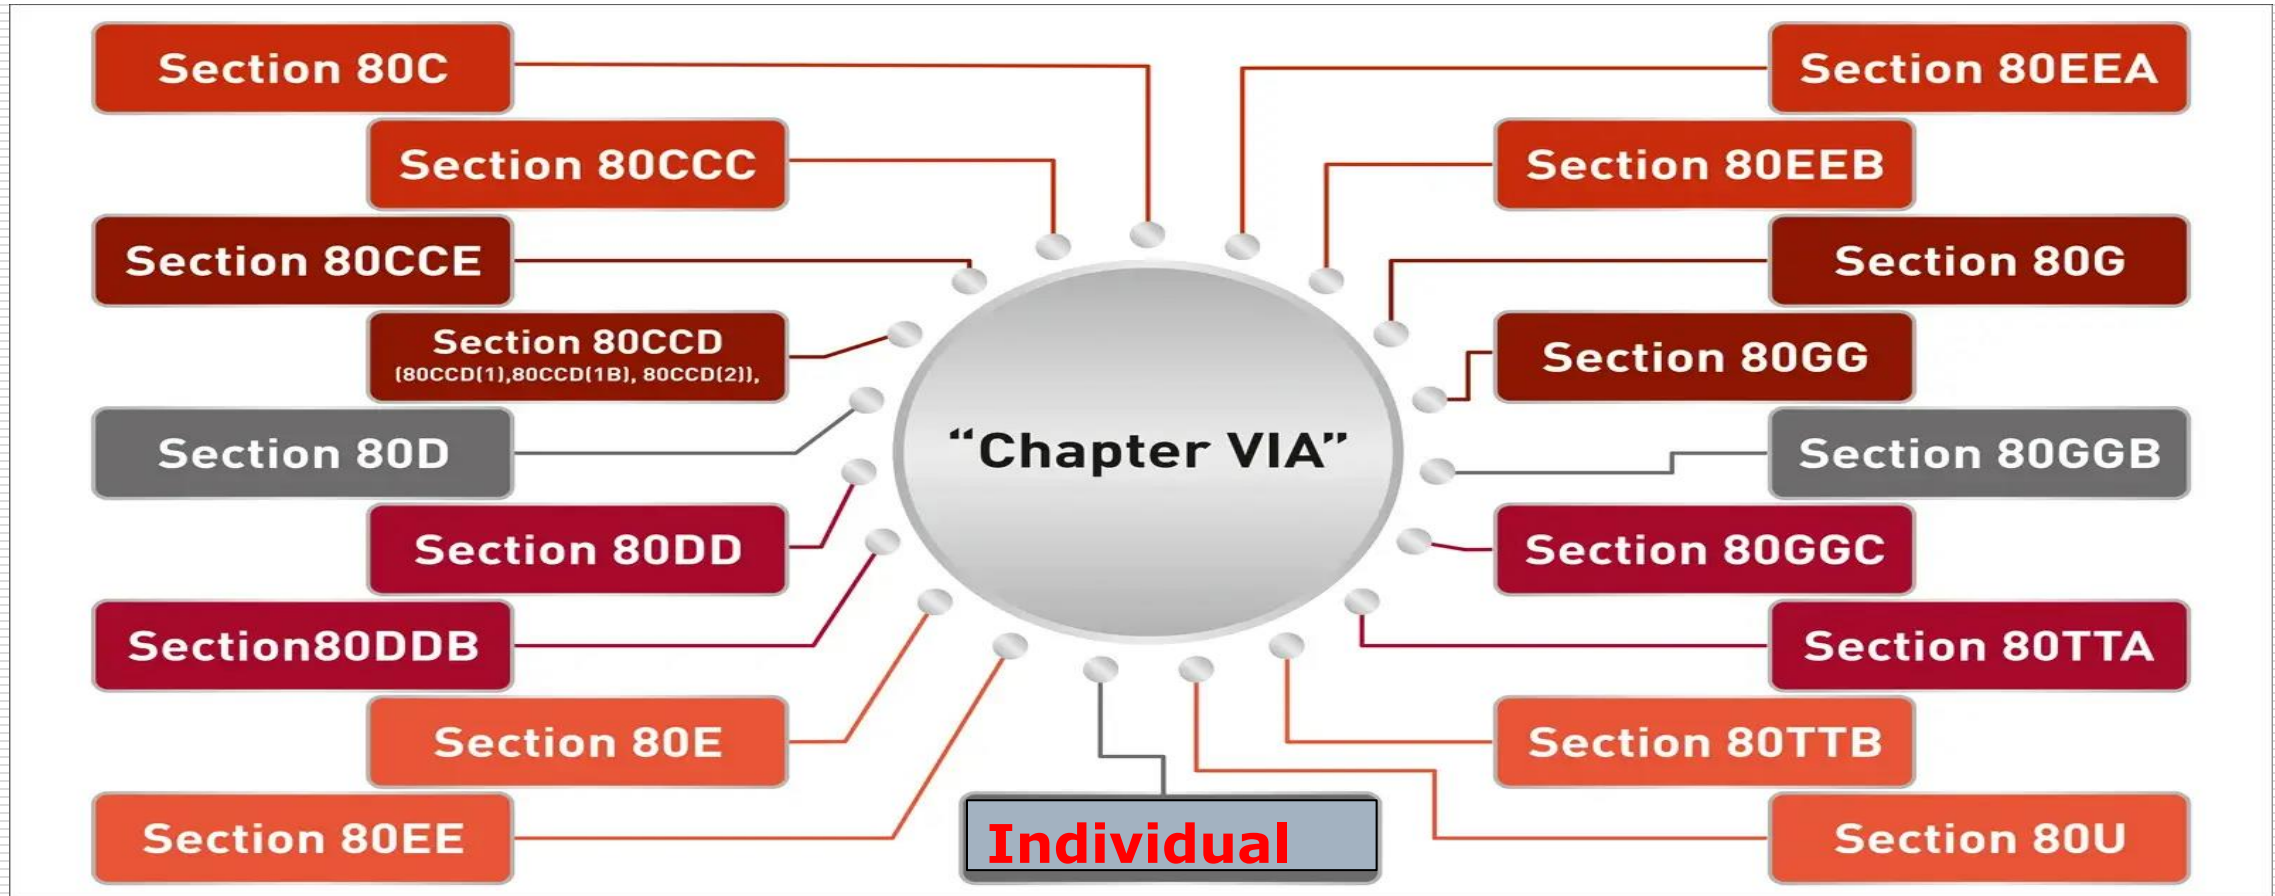 Section 80C
Section 80CCC
Section 80CCE
Section 80CCD
(80CCD(1),80CCD(1B), 80CCD(2)),
Section 80D
Section 80DD
Section80DDB
Section 80E
Section 80EE
“Chapter VIA”
Individual
Section 80EEA
Section 80EEB
Section 80G
Section 80GG
Section 80GGB
Section 80GGC
Section 80TTA
Section 80TTB
Section 80U